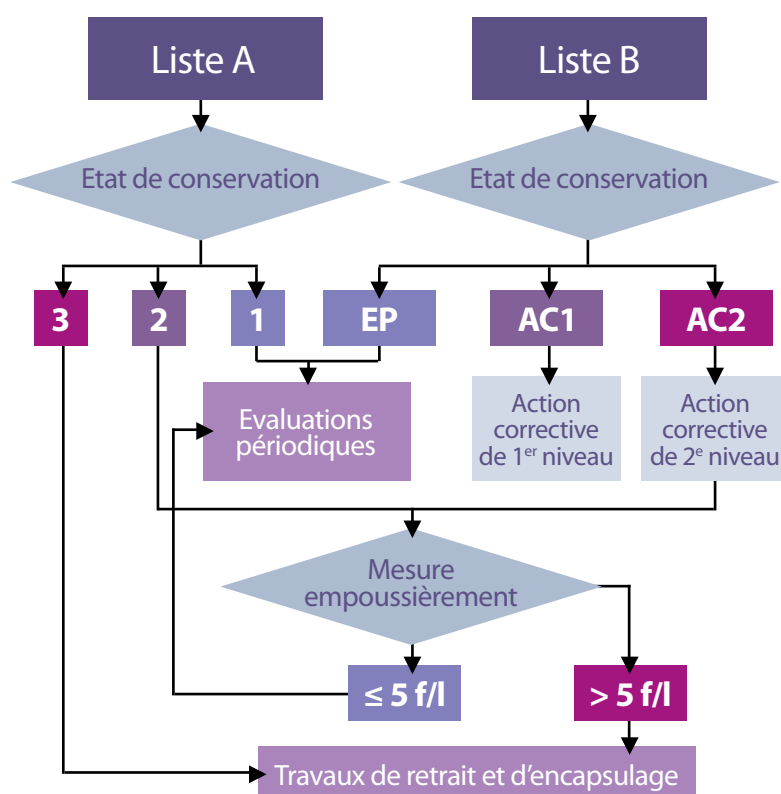 Liste A
Liste B
Etat de conservation
Etat de conservation
3
2
1
EP
AC1
AC2
Evaluations
périodiques
Action
corrective
de 1er niveau
Action
corrective
de 2e niveau
Mesure
empoussièrement
≤ 5 f/l
> 5 f/l
Travaux de retrait et d'encapsulage